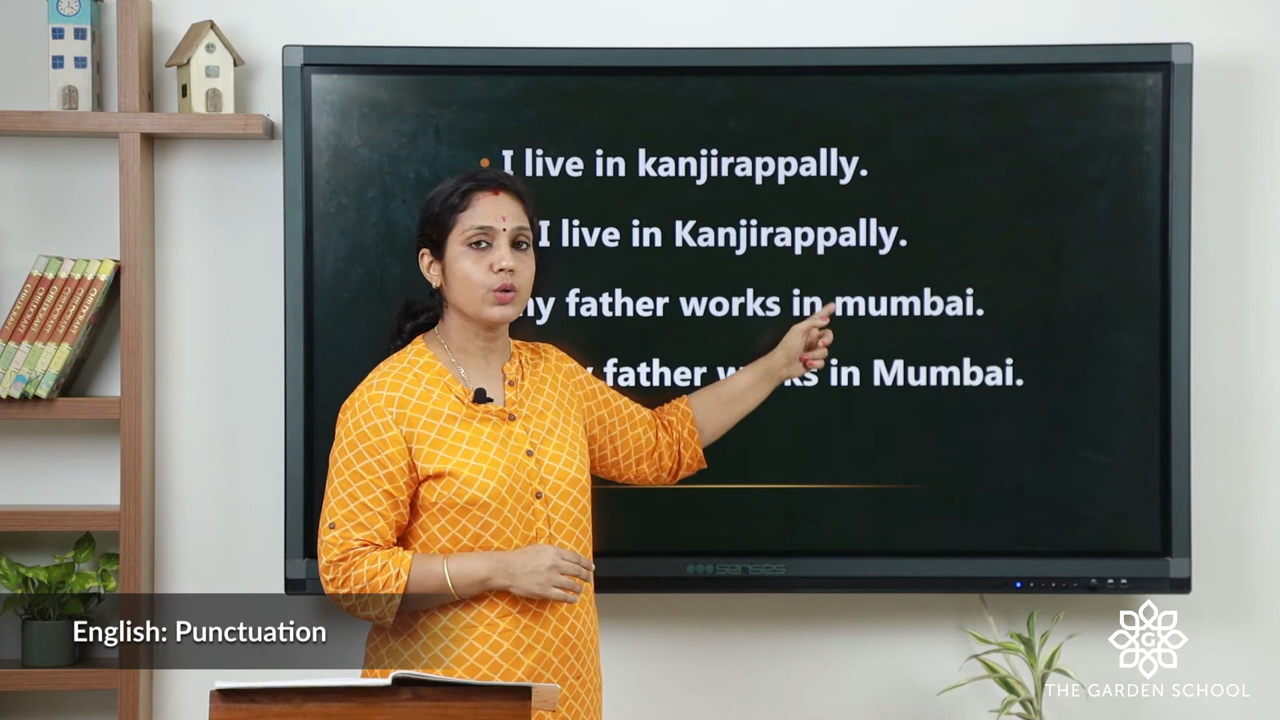 I live in kanjirappally.
I live in Kanjirappally.
father works in mumbai.
father works in Mumbai.
senses
English: Punctuation
G
THE GARDEN SCHOOL